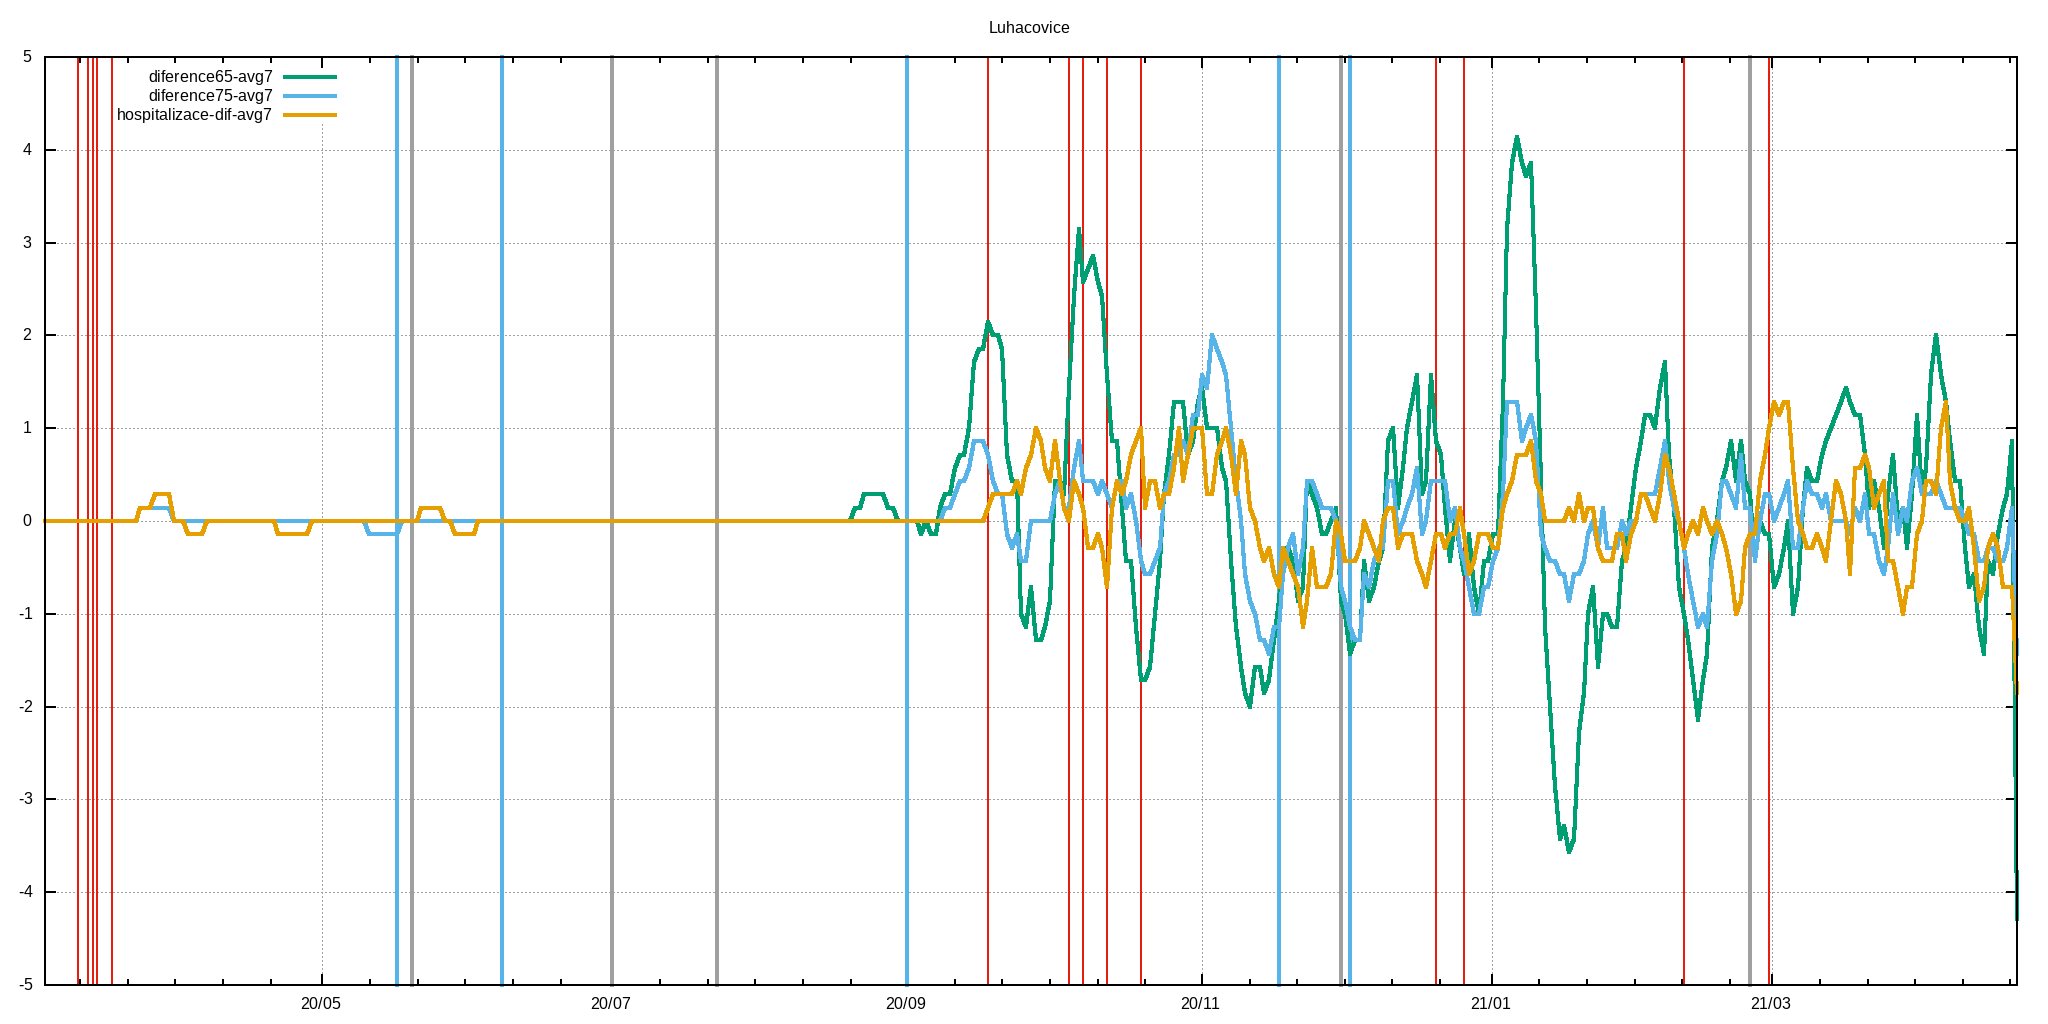 Luhacovice
diference65-avg7
diference75-avg7
hospitalizace-dif-avg7
5
4
3
2
1
0
-1
-2
-3
-4
-5
20/05 20/07 20/09 20/11 21/01 21/03